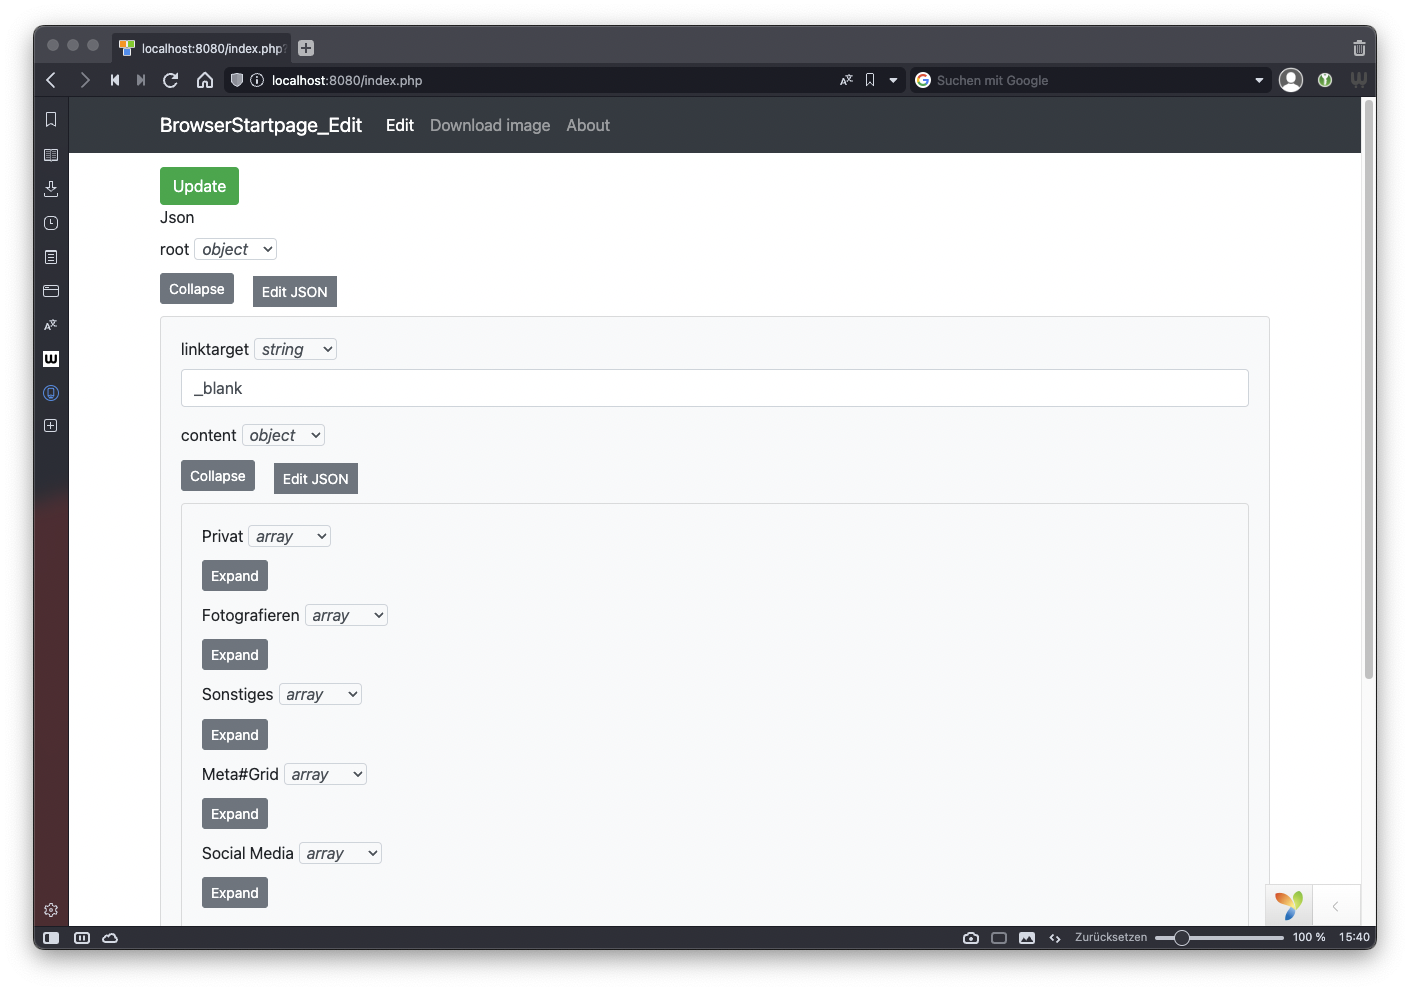 localhost:8080/index.php?
localhost:8080/index.php
Suchen mit Google
BrowserStartpage_Edit Edit Download image About
Update
Json
root object
Collapse Edit JSON
linktarget string
_blank
content object
Collapse Edit JSON
Privat array
Expand
Fotografieren array
Expand
Sonstiges array
Expand
Meta#Grid array
Expand
Social Media array
Expand
Zurücksetzen 100 % 15:40